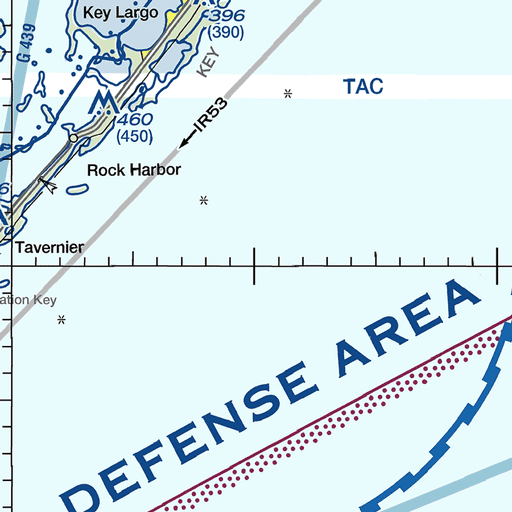 Key Largo
396
(390)
G 439
KEY
TAC
460
(450)
IR53
Rock Harbor
Tavernier
ation Key
DEFENSE AREA